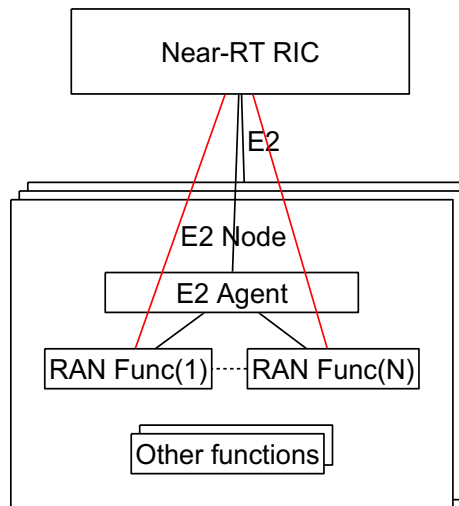 Near-RT RIC
E2
E2 Node
E2 Agent
RAN Func(1)
RAN Func(N)
Other functions